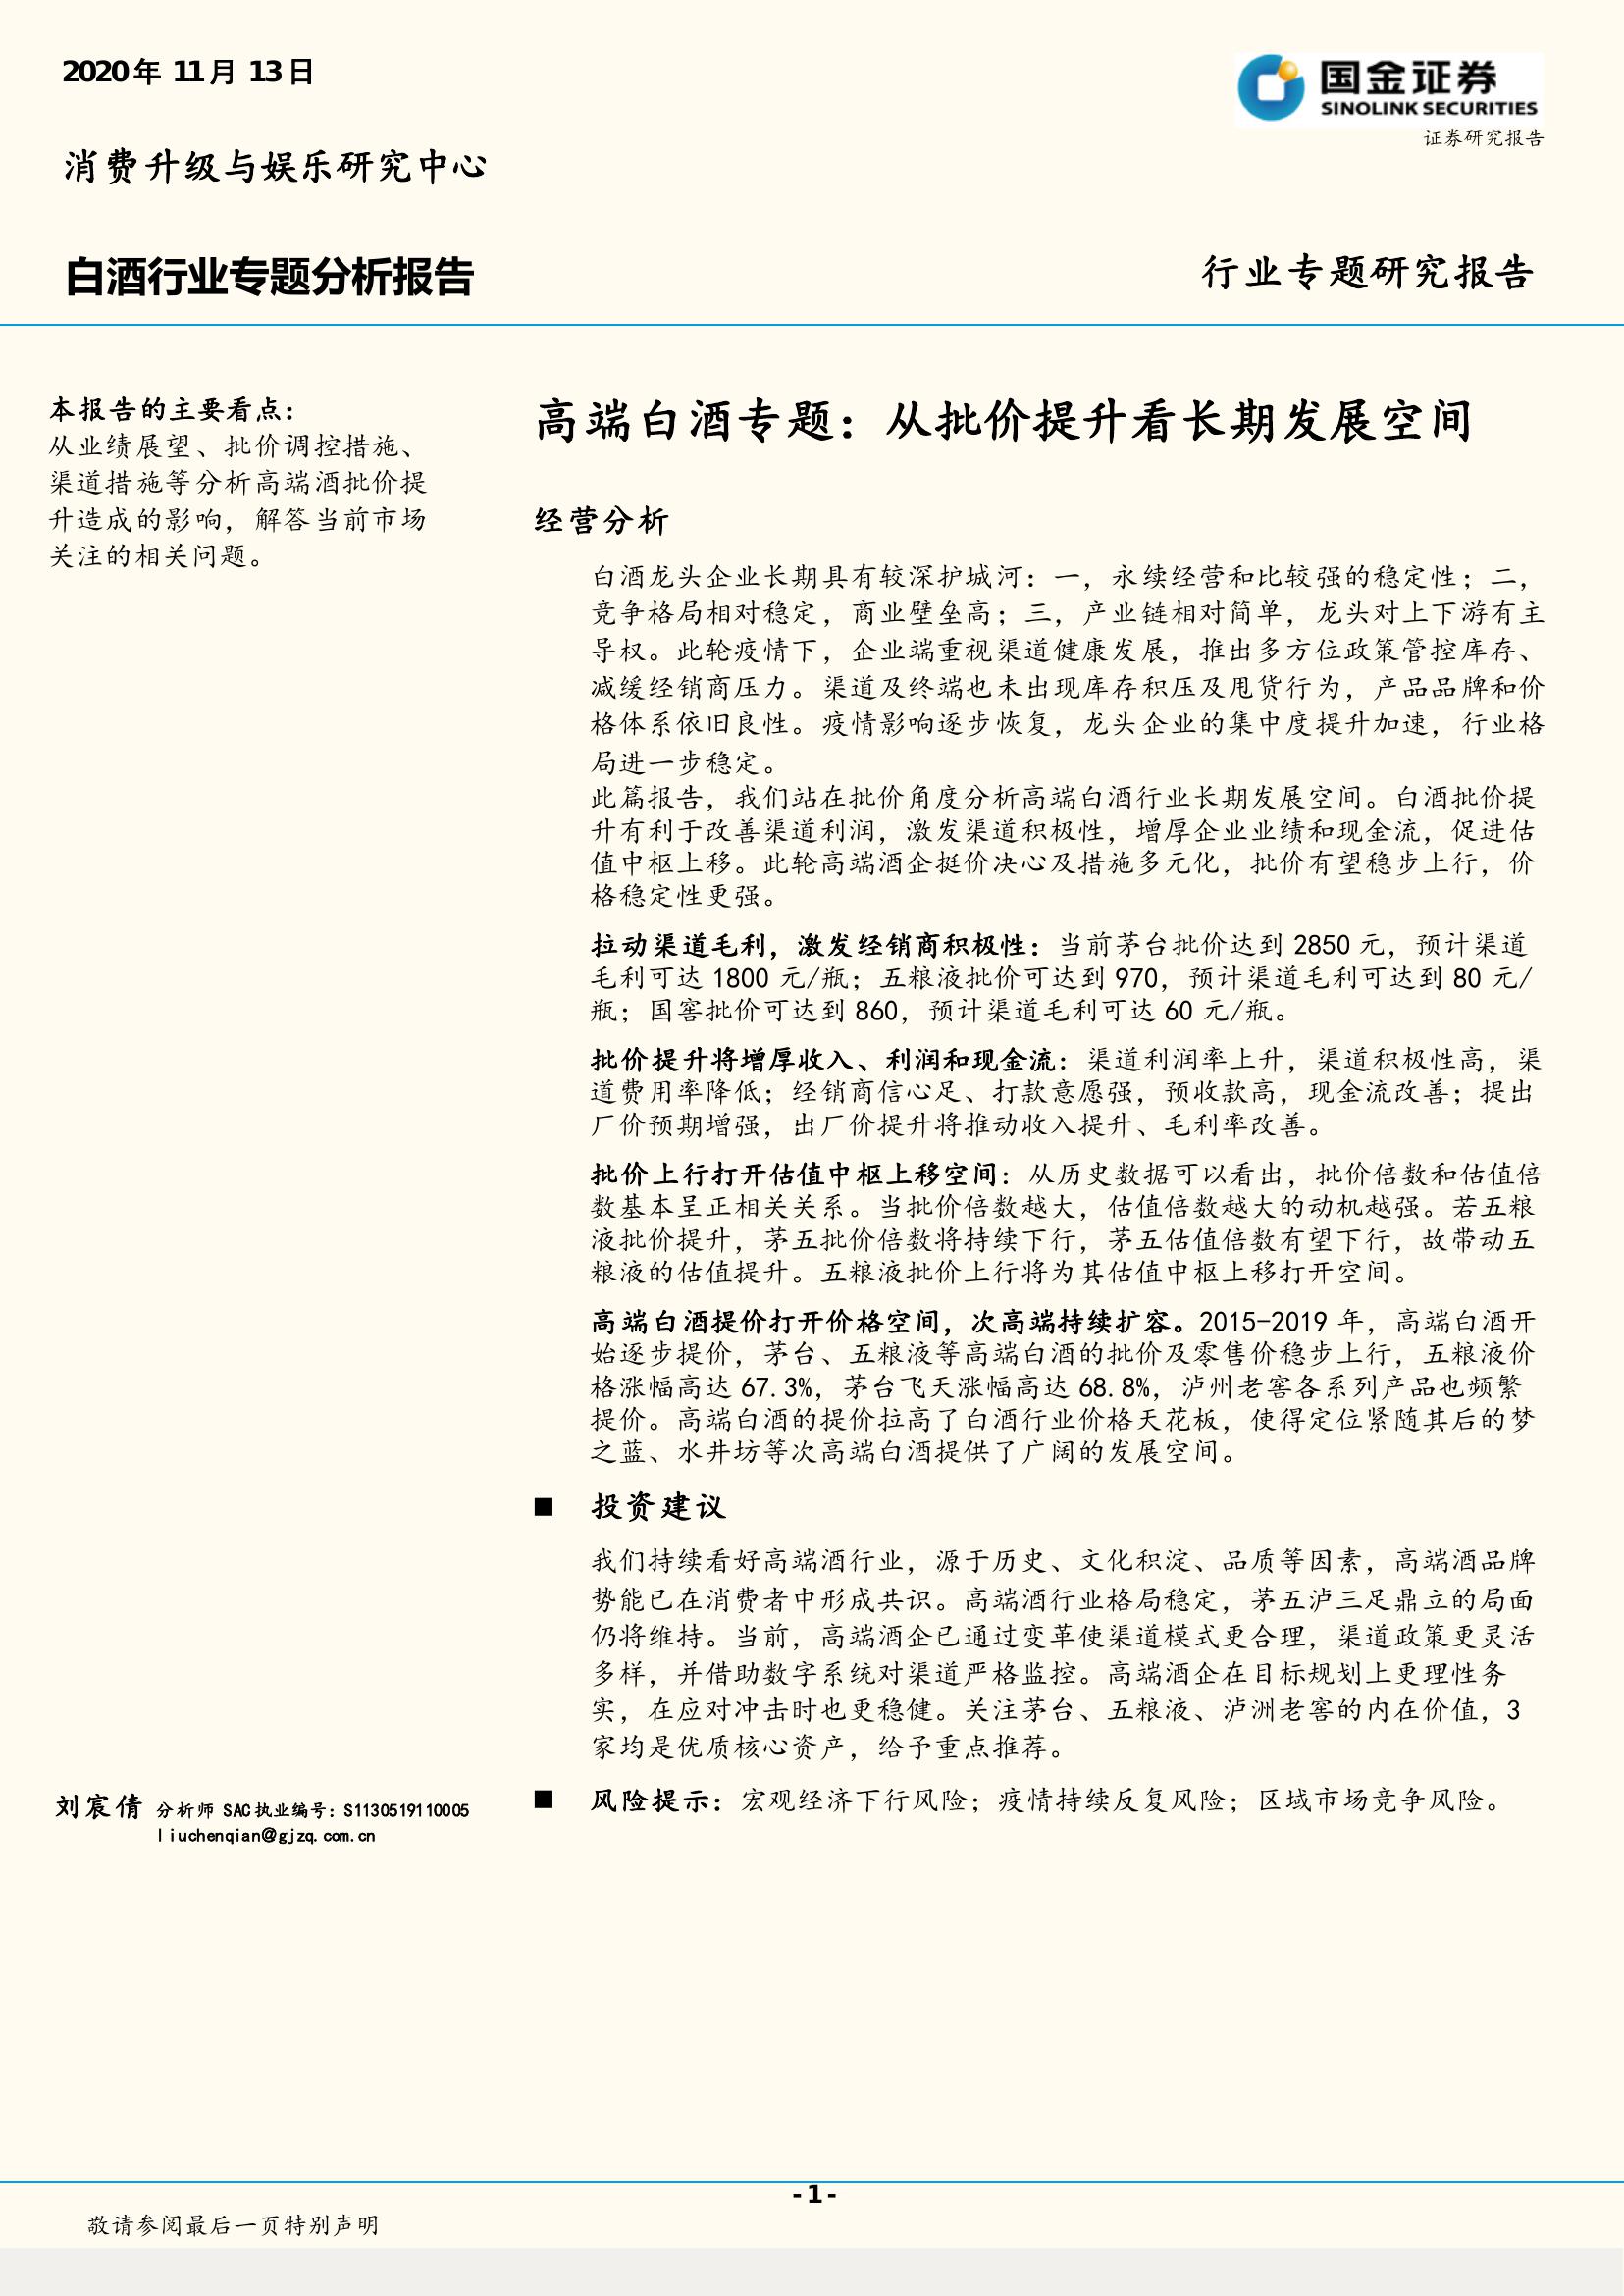 2020年 11月 13日
国金证券
SINOLINK SECURITIES
证券研究报告
消费升级与娱乐研究中心
白酒行业专题分析报告
行业专题研究报告
本报告的主要看点：
从业绩展望、批价调控措施、
渠道措施等分析高端酒批价提
升造成的影响，解答当前市场
关注的相关问题。
高端白酒专题：从批价提升看长期发展空间
经营分析
白酒龙头企业长期具有较深护城河：一，永续经营和比较强的稳定性；二，
竞争格局相对稳定，商业壁垒高；三，产业链相对简单，龙头对上下游有主
导权。此轮疫情下，企业端重视渠道健康发展，推出多方位政策管控库存、
减缓经销商压力。渠道及终端也未出现库存积压及甩货行为，产品品牌和价
格体系依旧良性。疫情影响逐步恢复，龙头企业的集中度提升加速，行业格
局进一步稳定。
此篇报告，我们站在批价角度分析高端白酒行业长期发展空间。白酒批价提
升有利于改善渠道利润，激发渠道积极性，增厚企业业绩和现金流，促进估
值中枢上移。此轮高端酒企挺价决心及措施多元化，批价有望稳步上行，价
格稳定性更强。
拉动渠道毛利，激发经销商积极性：当前茅台批价达到 2850 元，预计渠道
毛利可达 1800 元/瓶；五粮液批价可达到 970，预计渠道毛利可达到 80 元/
瓶；国窖批价可达到 860，预计渠道毛利可达 60 元/瓶。
批价提升将增厚收入、利润和现金流：渠道利润率上升，渠道积极性高，渠
道费用率降低；经销商信心足、打款意愿强，预收款高，现金流改善；提出
厂价预期增强，出厂价提升将推动收入提升、毛利率改善。
批价上行打开估值中枢上移空间：从历史数据可以看出，批价倍数和估值倍
数基本呈正相关关系。当批价倍数越大，估值倍数越大的动机越强。若五粮
液批价提升，茅五批价倍数将持续下行，茅五估值倍数有望下行，故带动五
粮液的估值提升。五粮液批价上行将为其估值中枢上移打开空间。
高端白酒提价打开价格空间，次高端持续扩容。2015-2019 年，高端白酒开
始逐步提价，茅台、五粮液等高端白酒的批价及零售价稳步上行，五粮液价
格涨幅高达 67.3%，茅台飞天涨幅高达 68.8%，泸州老窖各系列产品也频繁
提价。高端白酒的提价拉高了白酒行业价格天花板，使得定位紧随其后的梦
之蓝、水井坊等次高端白酒提供了广阔的发展空间。
■ 投资建议
我们持续看好高端酒行业，源于历史、文化积淀、品质等因素，高端酒品牌
势能已在消费者中形成共识。高端酒行业格局稳定，茅五泸三足鼎立的局面
仍将维持。当前，高端酒企已通过变革使渠道模式更合理，渠道政策更灵活
多样，并借助数字系统对渠道严格监控。高端酒企在目标规划上更理性务
实，在应对冲击时也更稳健。关注茅台、五粮液、泸洲老窖的内在价值，3
家均是优质核心资产，给予重点推荐。
■ 风险提示：宏观经济下行风险；疫情持续反复风险；区域市场竞争风险。
刘宸倩 分析师 SAC执业编号：S1130519110005
liuchenqian@gjzq.com.cn
- 1 -
敬请参阅最后一页特别声明